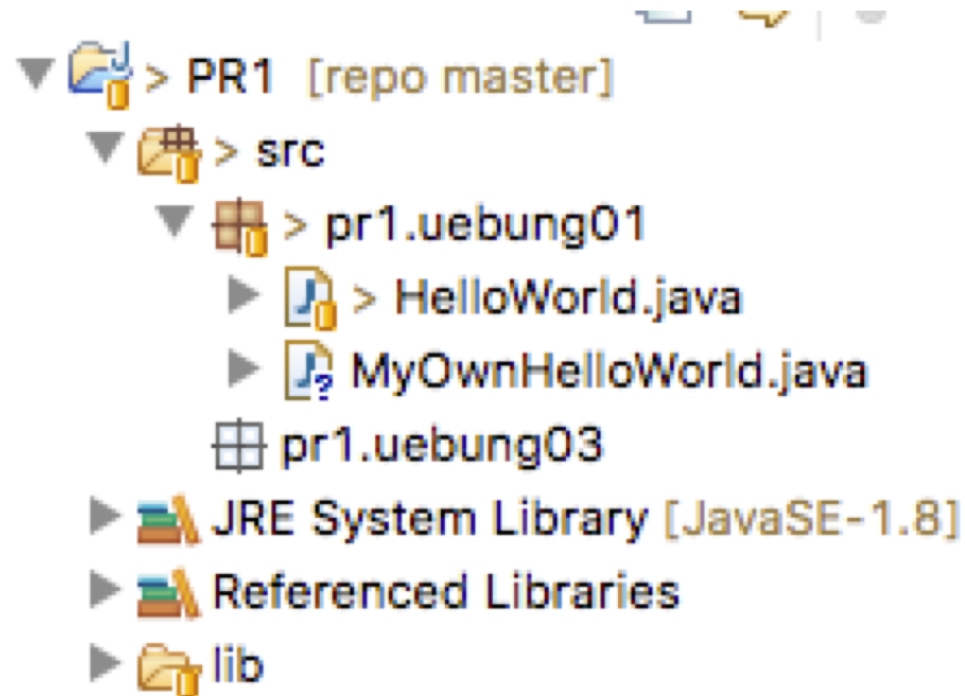 > PR1 [repo master]
> src
> pr1.uebung01
> HelloWorld.java
MyOwnHelloWorld.java
pr1.uebung03
JRE System Library [JavaSE-1.8]
Referenced Libraries
lib